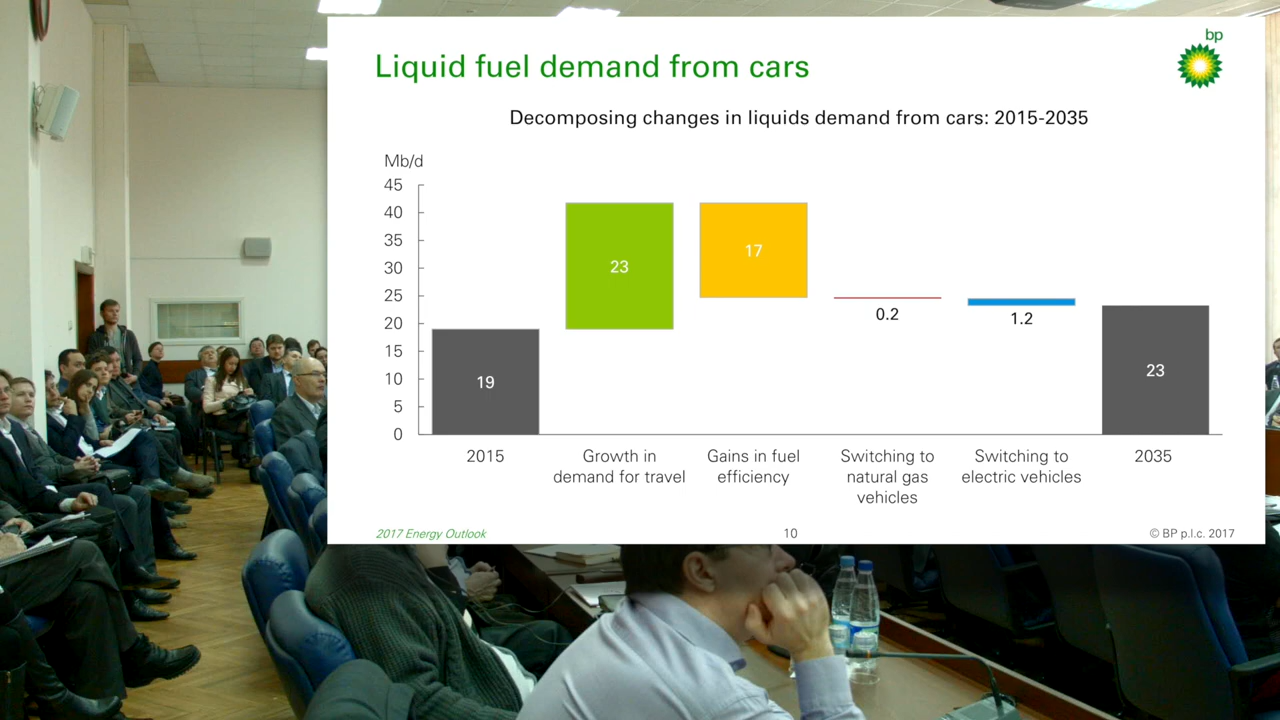 bp
Liquid fuel demand from cars
Decomposing changes in liquids demand from cars: 2015-2035
Mb/d
45
40
35
30
25
20
15
10
5
0
19
23
17
0.2
1.2
23
2015
Growth in
demand for travel
Gains in fuel
efficiency
Switching to
natural gas
vehicles
Switching to
electric vehicles
2035
2017 Energy Outlook
10
© BP p.l.c. 2017